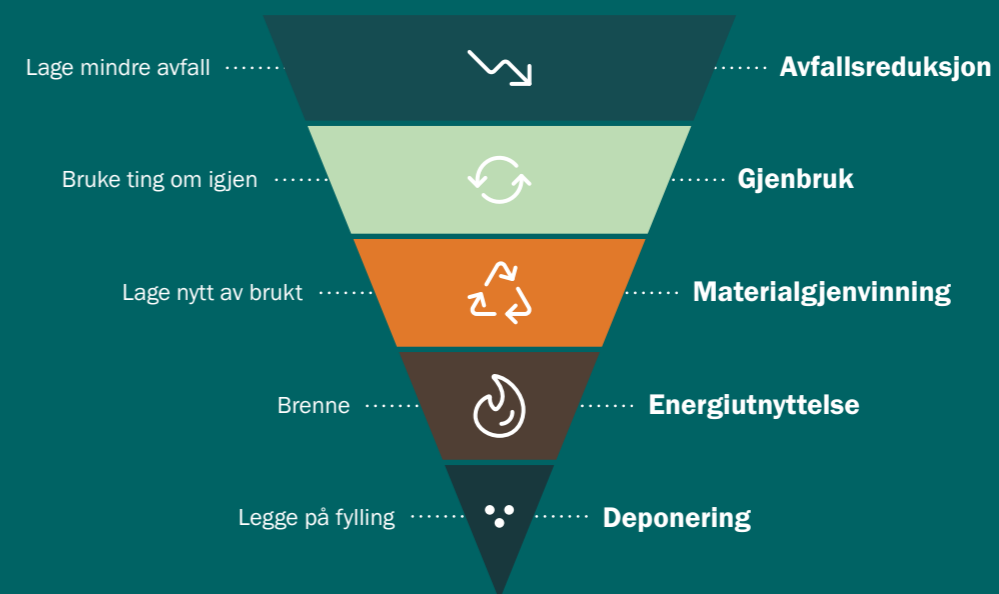 Lage mindre avfall
Avfallsreduksjon
Bruke ting om igjen
Gjenbruk
Lage nytt av brukt
Materialgjenvinning
Brenne
Energiutnyttelse
Legge på fylling
Deponering